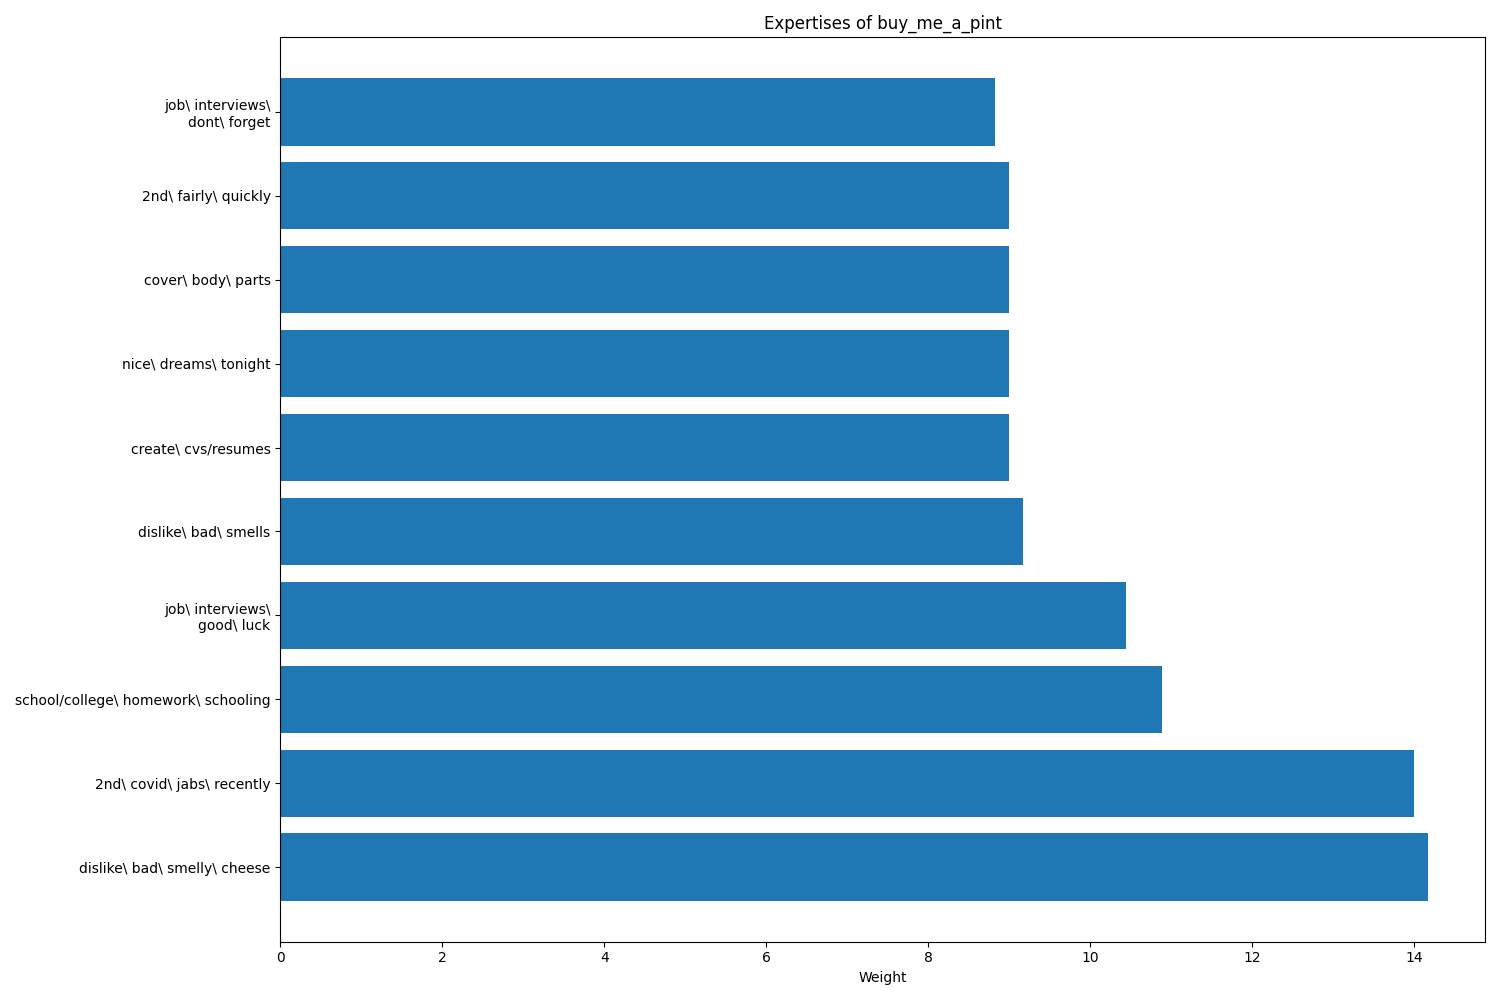 Expertises of buy_me_a_pint
job\ interviews\
dont\ forget
2nd\ fairly\ quickly
cover\ body\ parts
nice\ dreams\ tonight
create\ cvs/resumes
dislike\ bad\ smells
job\ interviews\
good\ luck
school/college\ homework\ schooling
2nd\ covid\ jabs\ recently
dislike\ bad\ smelly\ cheese
0 2 4 6 8 10 12 14
Weight